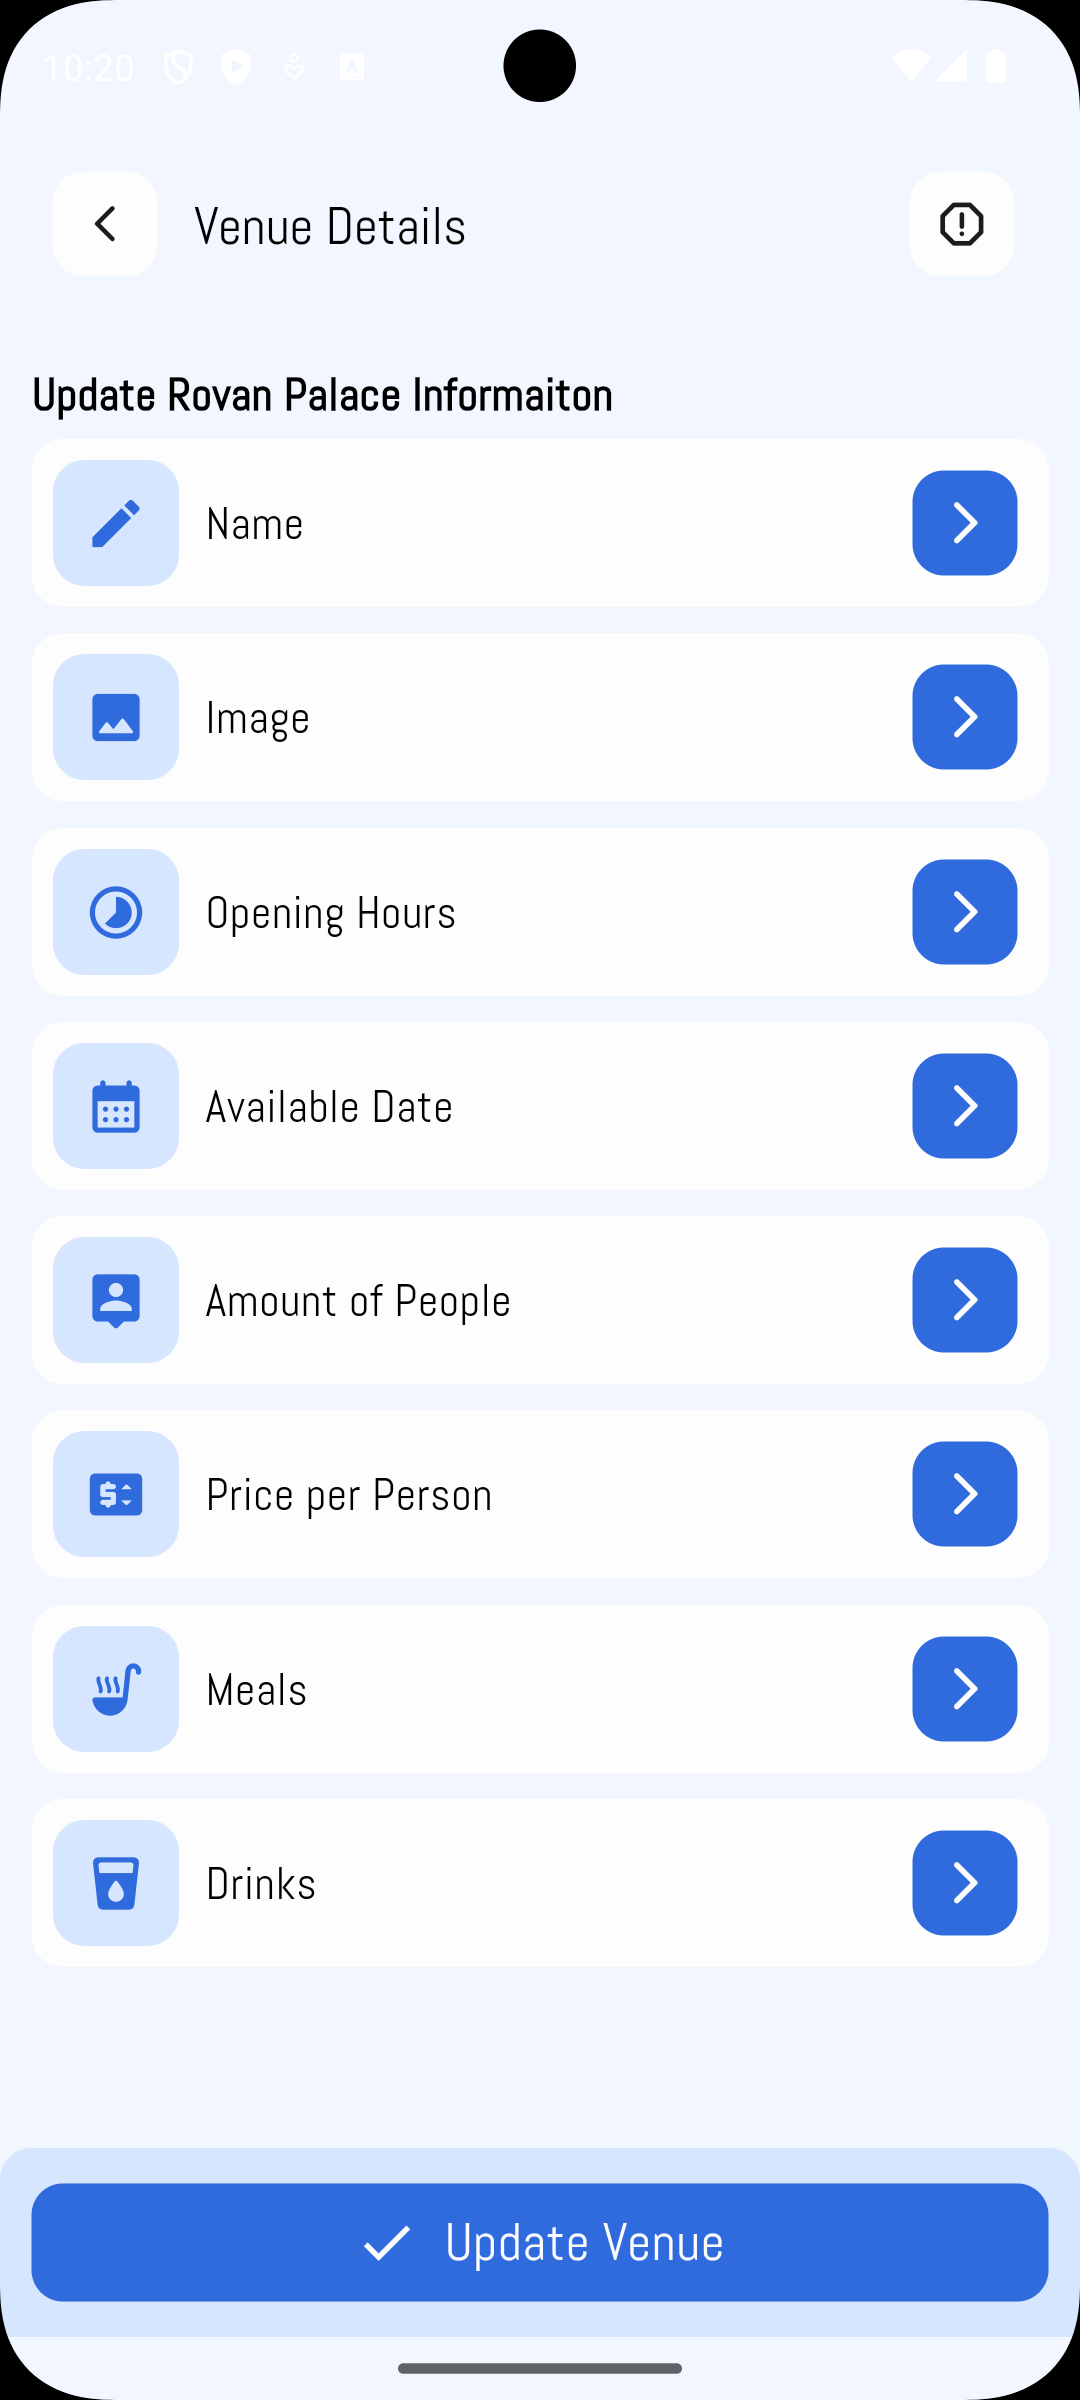 10:20
Venue Details
Update Rovan Palace Informaiton
Name
Image
Opening Hours
Available Date
Amount of People
Price per Person
Meals
Drinks
Update Venue